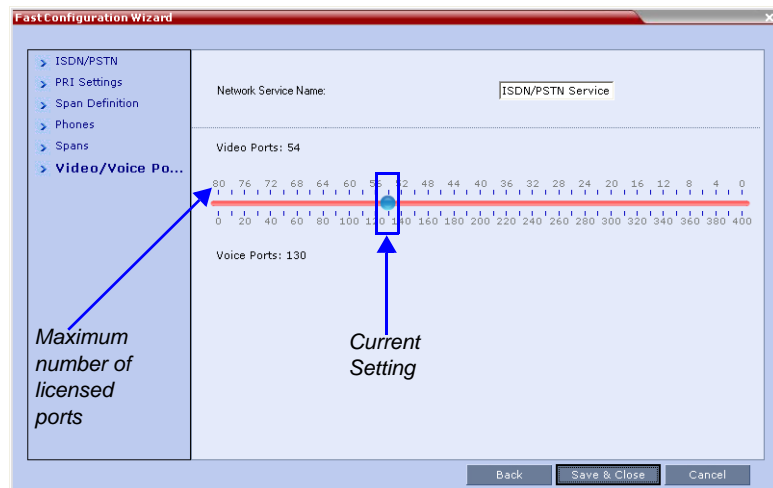 Fast Configuration Wizard
ISDN/PSTN
PRI Settings
Span Definition
Phones
Spans
Video/Voice Po...
Network Service Name:
ISDN/PSTN Service
Video Ports: 54
80 76 72 68 64 60 56 52 48 44 40 36 32 28 24 20 16 12 8 4 0
0 20 40 60 80 100 120 140 160 180 200 220 240 260 280 300 320 340 360 380 400
Voice Ports: 130
Maximum
number of
licensed
ports
Current
Setting
Back
Save & Close
Cancel